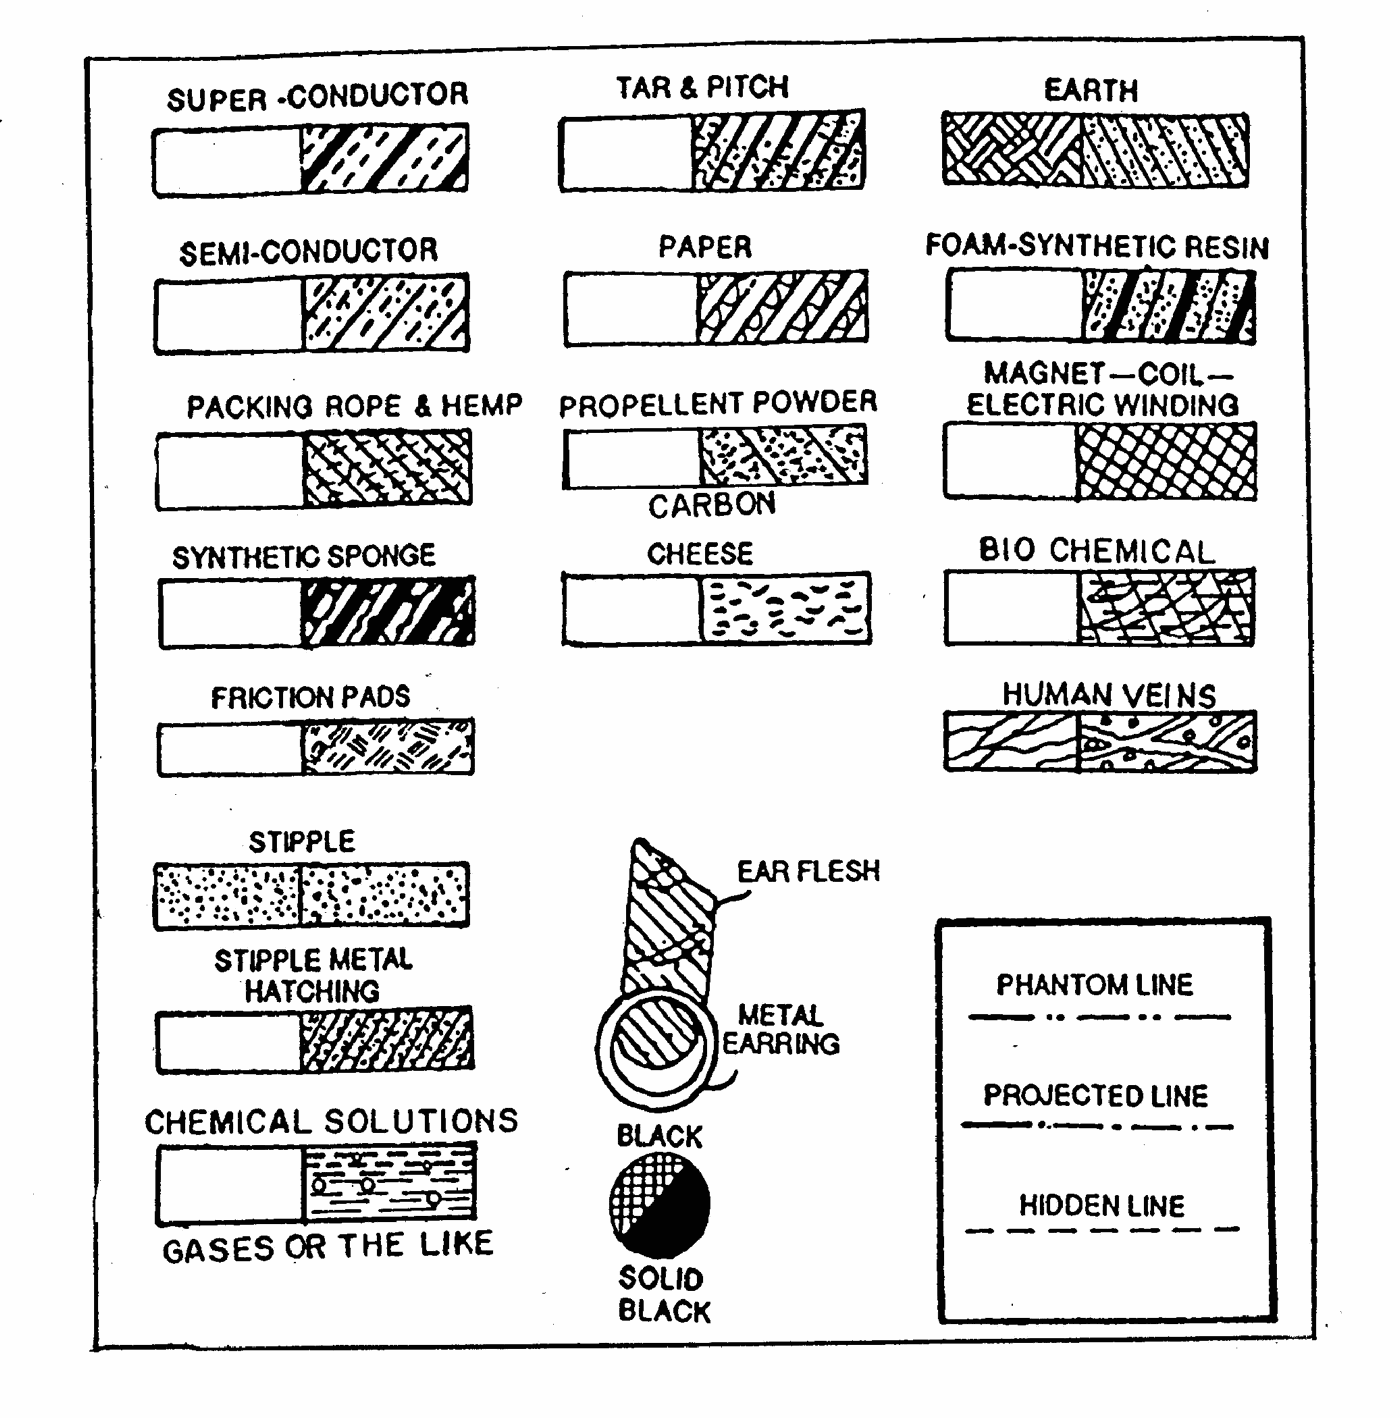 SUPER -CONDUCTOR
SEMI-CONDUCTOR
PACKING ROPE & HEMP
SYNTHETIC SPONGE
FRICTION PADS
STIPPLE
STIPPLE METAL
HATCHING
CHEMICAL SOLUTIONS
GASES OR THE LIKE
TAR & PITCH
PAPER
PROPELLENT POWDER
CARBON
CHEESE
EAR FLESH
METAL
EARRING
BLACK
SOLID
BLACK
EARTH
FOAM-SYNTHETIC RESIN
MAGNET—COIL—
ELECTRIC WINDING
BIO CHEMICAL
HUMAN VEINS
PHANTOM LINE
PROJECTED LINE
HIDDEN LINE